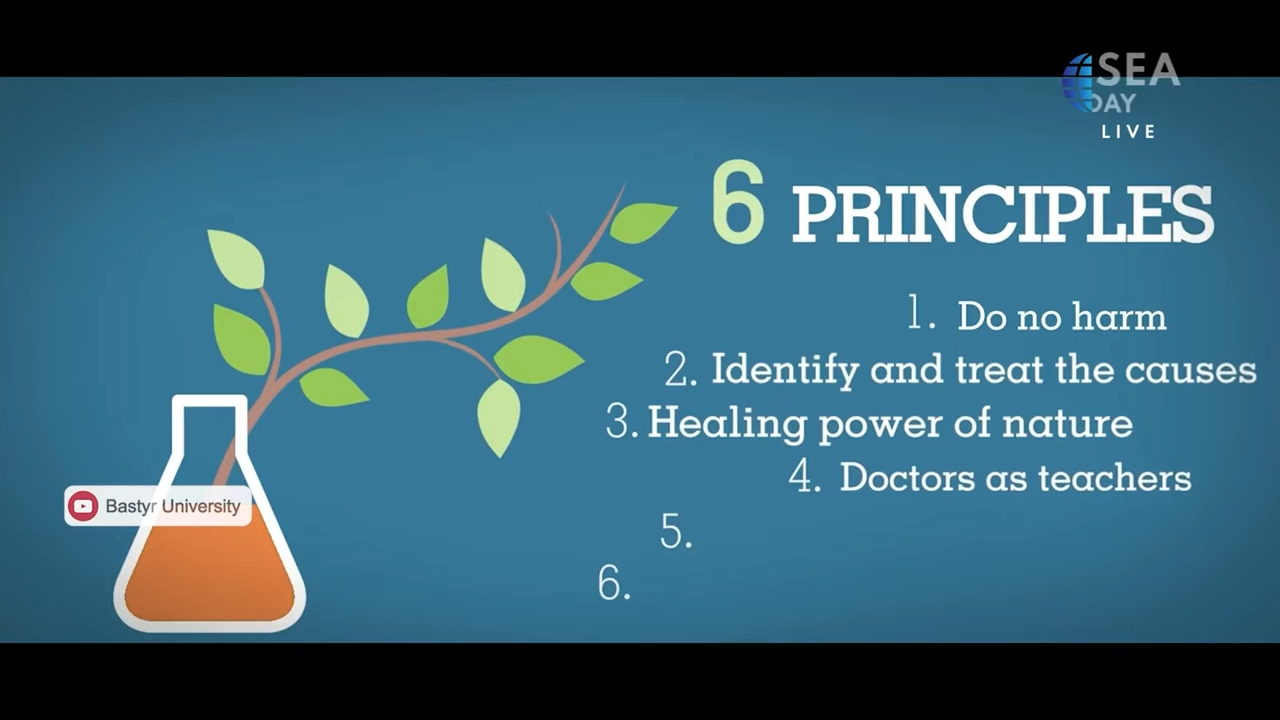 SEA
DAY
LIVE
6 PRINCIPLES
1. Do no harm
2. Identify and treat the causes
3. Healing power of nature
4. Doctors as teachers
5.
6.
Bastyr University